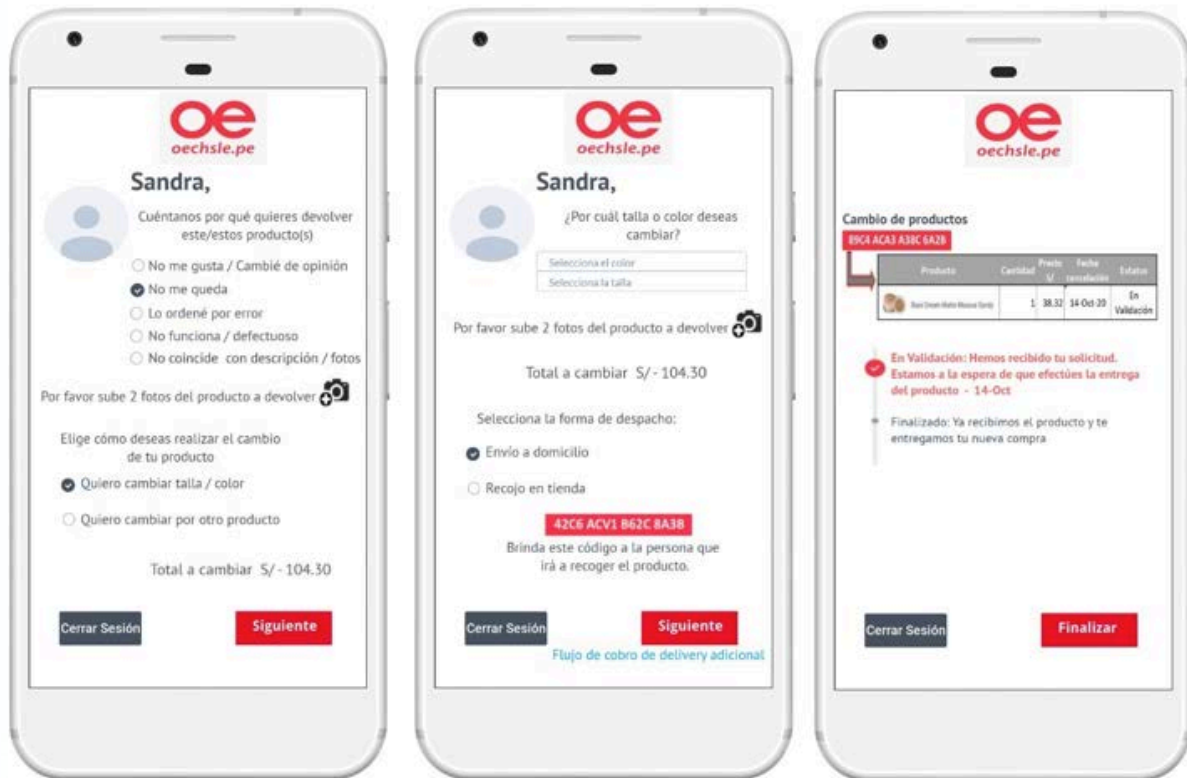 oe
oechsle.pe
Sandra,
Cuéntanos por qué quieres devolver
este/estos producto(s)
No me gusta / Cambié de opinión
No me queda
Lo ordené por error
No funciona / defectuoso
No coincide con descripción / fotos
Por favor sube 2 fotos del producto a devolver
Elige cómo deseas realizar el cambio
de tu producto
Quiero cambiar talla / color
Quiero cambiar por otro producto
Total a cambiar S/ - 104.30
Cerrar Sesión
Siguiente
oe
oechsle.pe
Sandra,
¿Por cuál talla o color deseas
cambiar?
Selecciona el color
Selecciona la talla
Por favor sube 2 fotos del producto a devolver
Total a cambiar S/ - 104.30
Selecciona la forma de despacho:
Envío a domicilio
Recojo en tienda
42C6 ACV1 B62C 8A3B
Brinda este código a la persona que
irá a recoger el producto.
Cerrar Sesión
Siguiente
Flujo de cobro de delivery adicional
oe
oechsle.pe
Cambio de productos
89C4 ACA3 A38C 6A2B
Producto Cantidad Precio S/ Fecha cancelación Estatus
1 38.32 14-Oct-20 En Validación
En Validación: Hemos recibido tu solicitud.
Estamos a la espera de que efectúes la entrega
del producto - 14-Oct
Finalizado: Ya recibimos el producto y te
entregamos tu nueva compra
Cerrar Sesión
Finalizar